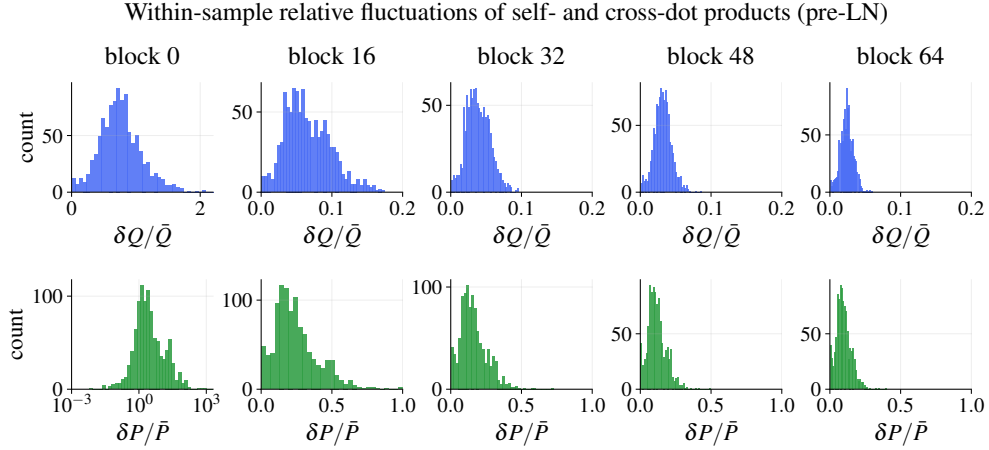 Within-sample relative fluctuations of self- and cross-dot products (pre-LN)
block 0 block 16 block 32 block 48 block 64
count
50
0
0 2
δQ/Q̄
50
0
0.0 0.1 0.2
δQ/Q̄
50
0
0.0 0.1 0.2
δQ/Q̄
50
0
0.0 0.1 0.2
δQ/Q̄
50
0
0.0 0.1 0.2
δQ/Q̄
count
100
0
10⁻³ 10⁰ 10³
δP/P̄
100
0
0.0 0.5 1.0
δP/P̄
100
0
0.0 0.5 1.0
δP/P̄
50
0
0.0 0.5 1.0
δP/P̄
50
0
0.0 0.5 1.0
δP/P̄